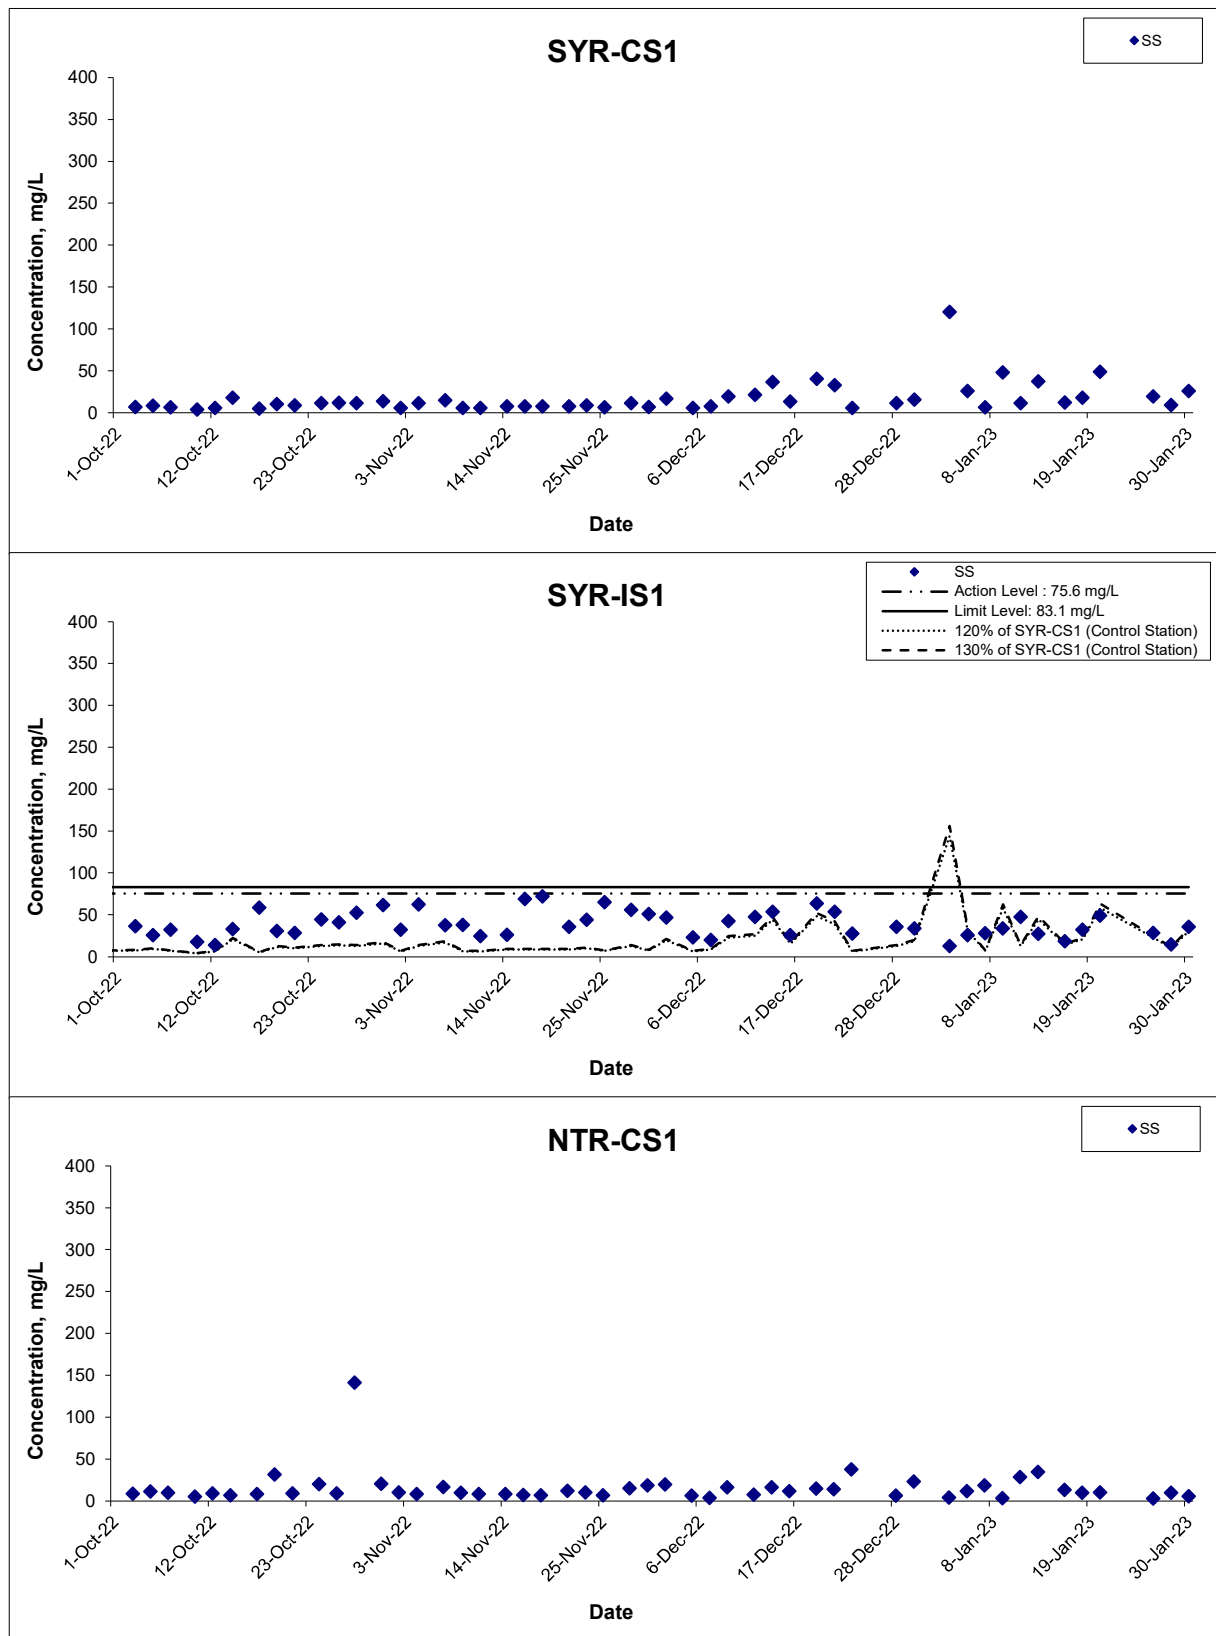 SYR-CS1
SS
400
350
300
250
200
150
100
50
0
Concentration, mg/L
1-Oct-22
12-Oct-22
23-Oct-22
3-Nov-22
14-Nov-22
25-Nov-22
6-Dec-22
17-Dec-22
28-Dec-22
8-Jan-23
19-Jan-23
30-Jan-23
Date
SYR-IS1
SS
Action Level : 75.6 mg/L
Limit Level: 83.1 mg/L
120% of SYR-CS1 (Control Station)
130% of SYR-CS1 (Control Station)
400
350
300
250
200
150
100
50
0
Concentration, mg/L
1-Oct-22
12-Oct-22
23-Oct-22
3-Nov-22
14-Nov-22
25-Nov-22
6-Dec-22
17-Dec-22
28-Dec-22
8-Jan-23
19-Jan-23
30-Jan-23
Date
NTR-CS1
SS
400
350
300
250
200
150
100
50
0
Concentration, mg/L
1-Oct-22
12-Oct-22
23-Oct-22
3-Nov-22
14-Nov-22
25-Nov-22
6-Dec-22
17-Dec-22
28-Dec-22
8-Jan-23
19-Jan-23
30-Jan-23
Date